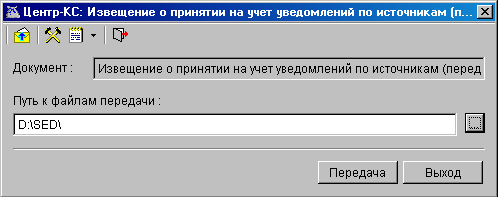 Центр-КС: Извещение о принятии на учет уведомлений по источникам (п...
Документ : Извещение о принятии на учет уведомлений по источникам (перед
Путь к файлам передачи :
D:\SED\
...
Передача Выход